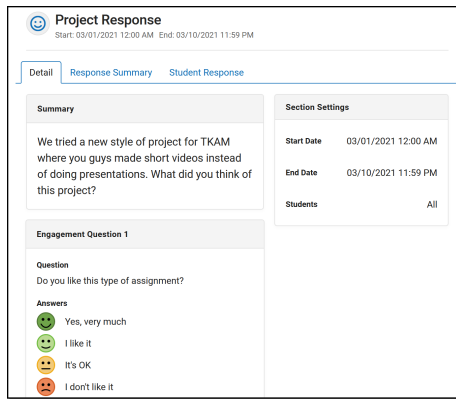 Project Response
Start: 03/01/2021 12:00 AM End: 03/10/2021 11:59 PM
Detail
Response Summary
Student Response
Summary
We tried a new style of project for TKAM
where you guys made short videos instead
of doing presentations. What did you think of
this project?
Section Settings
Start Date 03/01/2021 12:00 AM
End Date 03/10/2021 11:59 PM
Students All
Engagement Question 1
Question
Do you like this type of assignment?
Answers
Yes, very much
I like it
It's OK
I don't like it